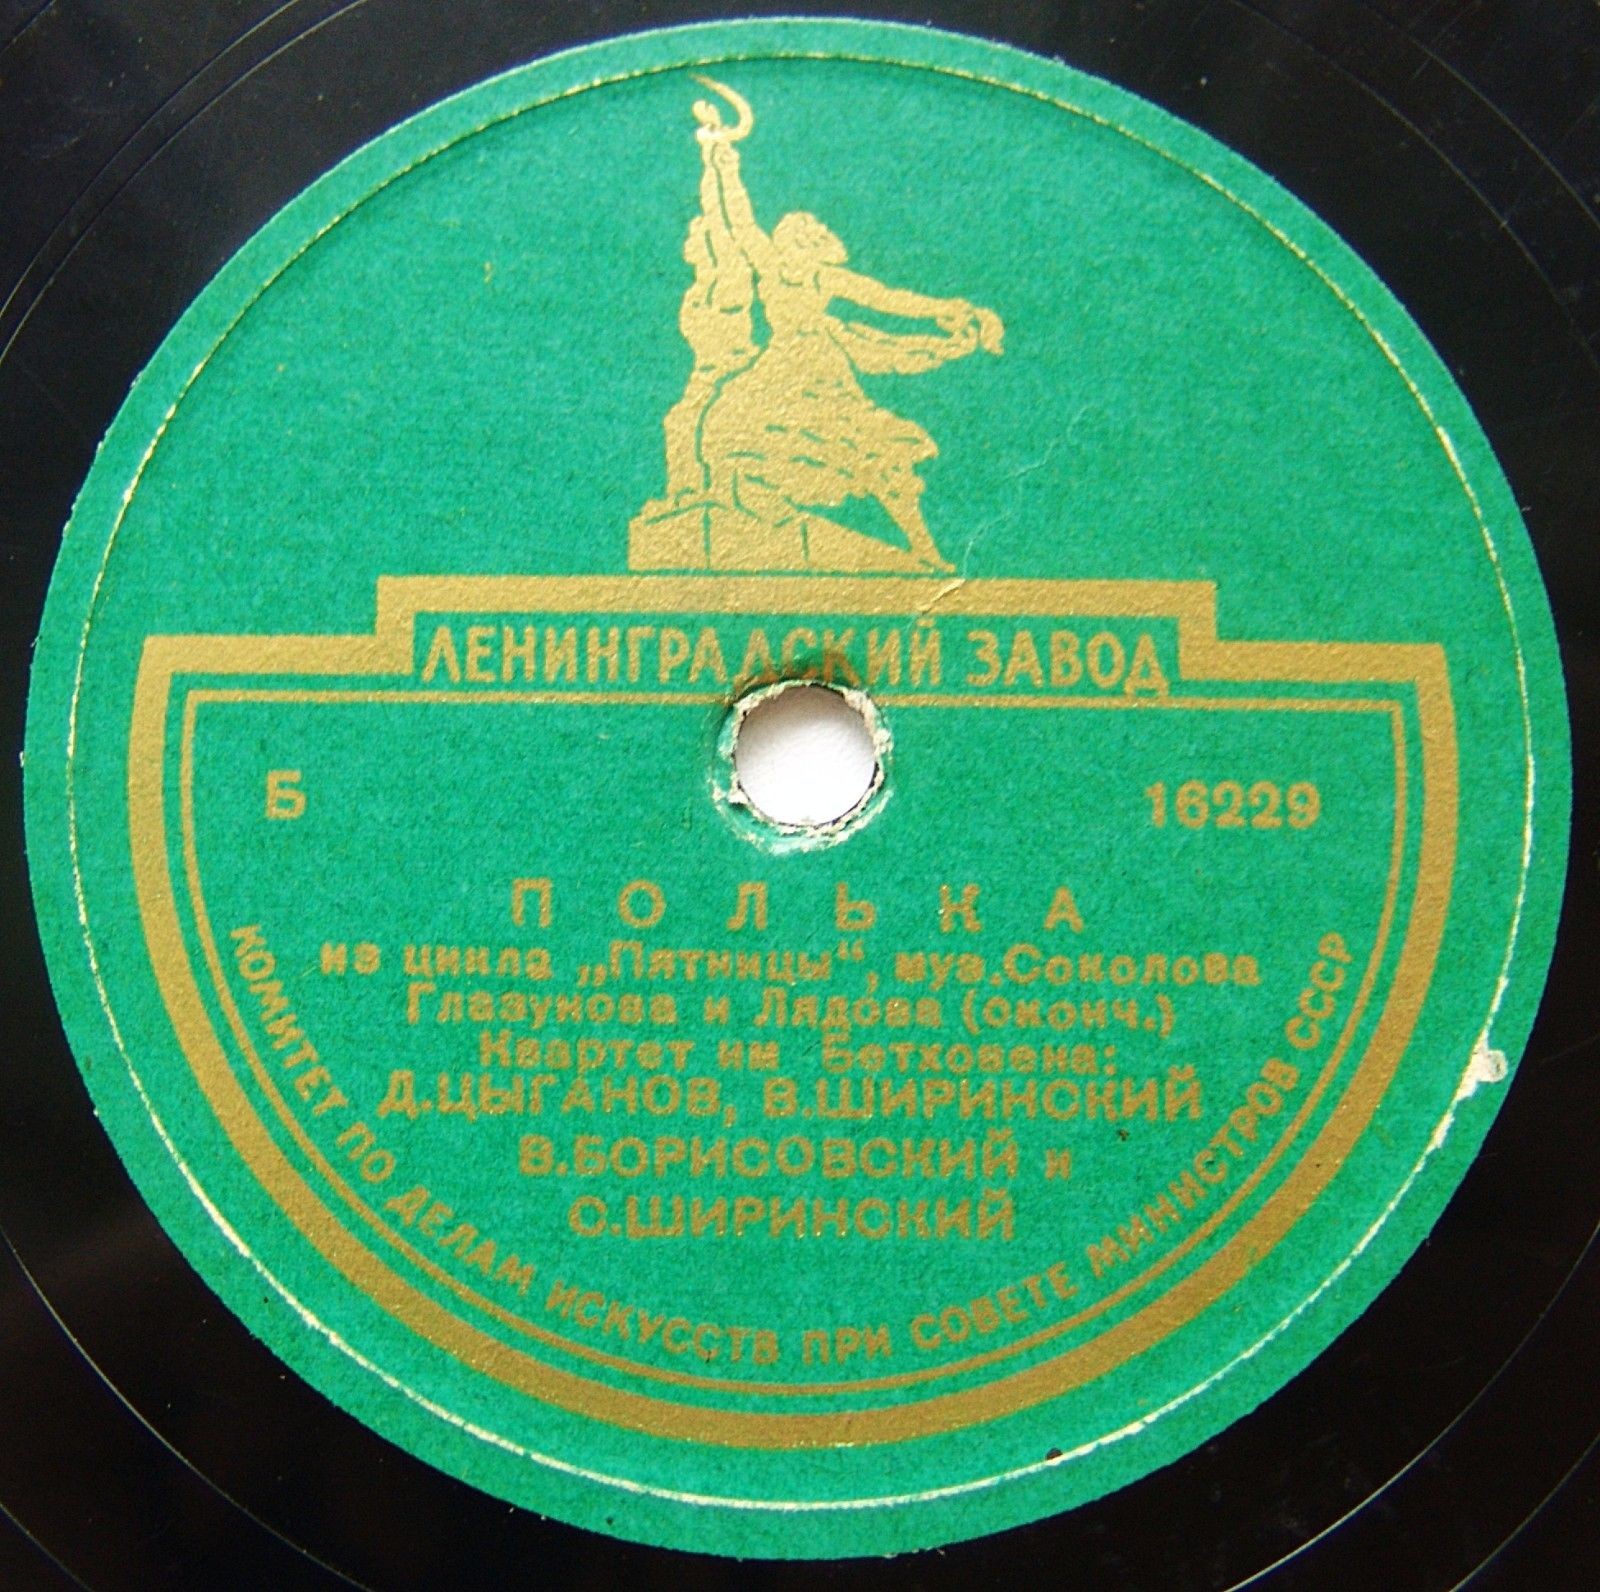 ЛЕНИНГРАДСКИЙ ЗАВОД
Б 16229
ПОЛЬКА
из цикла „Пятницы“, муз.Соколова
Глазунова и Лядова (оконч.)
Квартет им Бетховена:
Д.ЦЫГАНОВ, В.ШИРИНСКИЙ
В.БОРИСОВСКИЙ и
С.ШИРИНСКИЙ
КОМИТЕТ ПО ДЕЛАМ ИСКУССТВ ПРИ СОВЕТЕ МИНИСТРОВ СССР